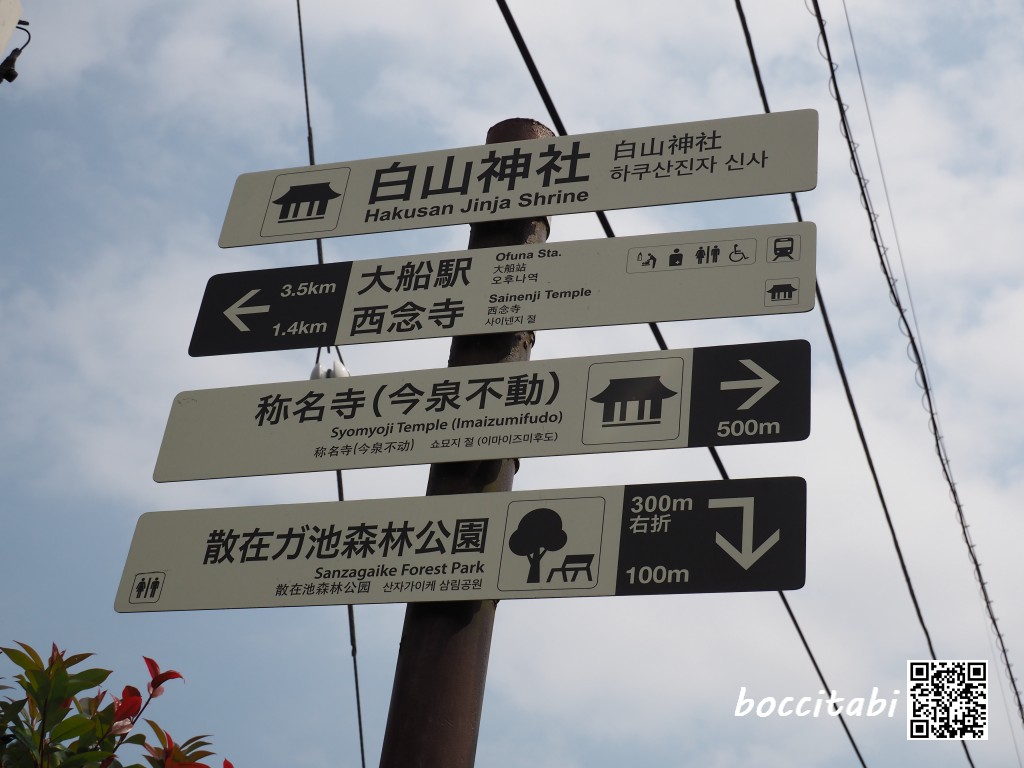 白山神社
Hakusan Jinja Shrine
白山神社
하쿠산진자 신사
3.5km
1.4km
大船駅
西念寺
Ofuna Sta.
大船站
오후나역
Sainenji Temple
西念寺
사이넨지 절
称名寺(今泉不動)
Syomyoji Temple (Imaizumifudo)
称名寺(今泉不动) 쇼묘지 절 (이마이즈미후도)
500m
散在ガ池森林公園
Sanzagaike Forest Park
散在池森林公园 산자가이케 삼림공원
300m
右折
100m
boccitabi